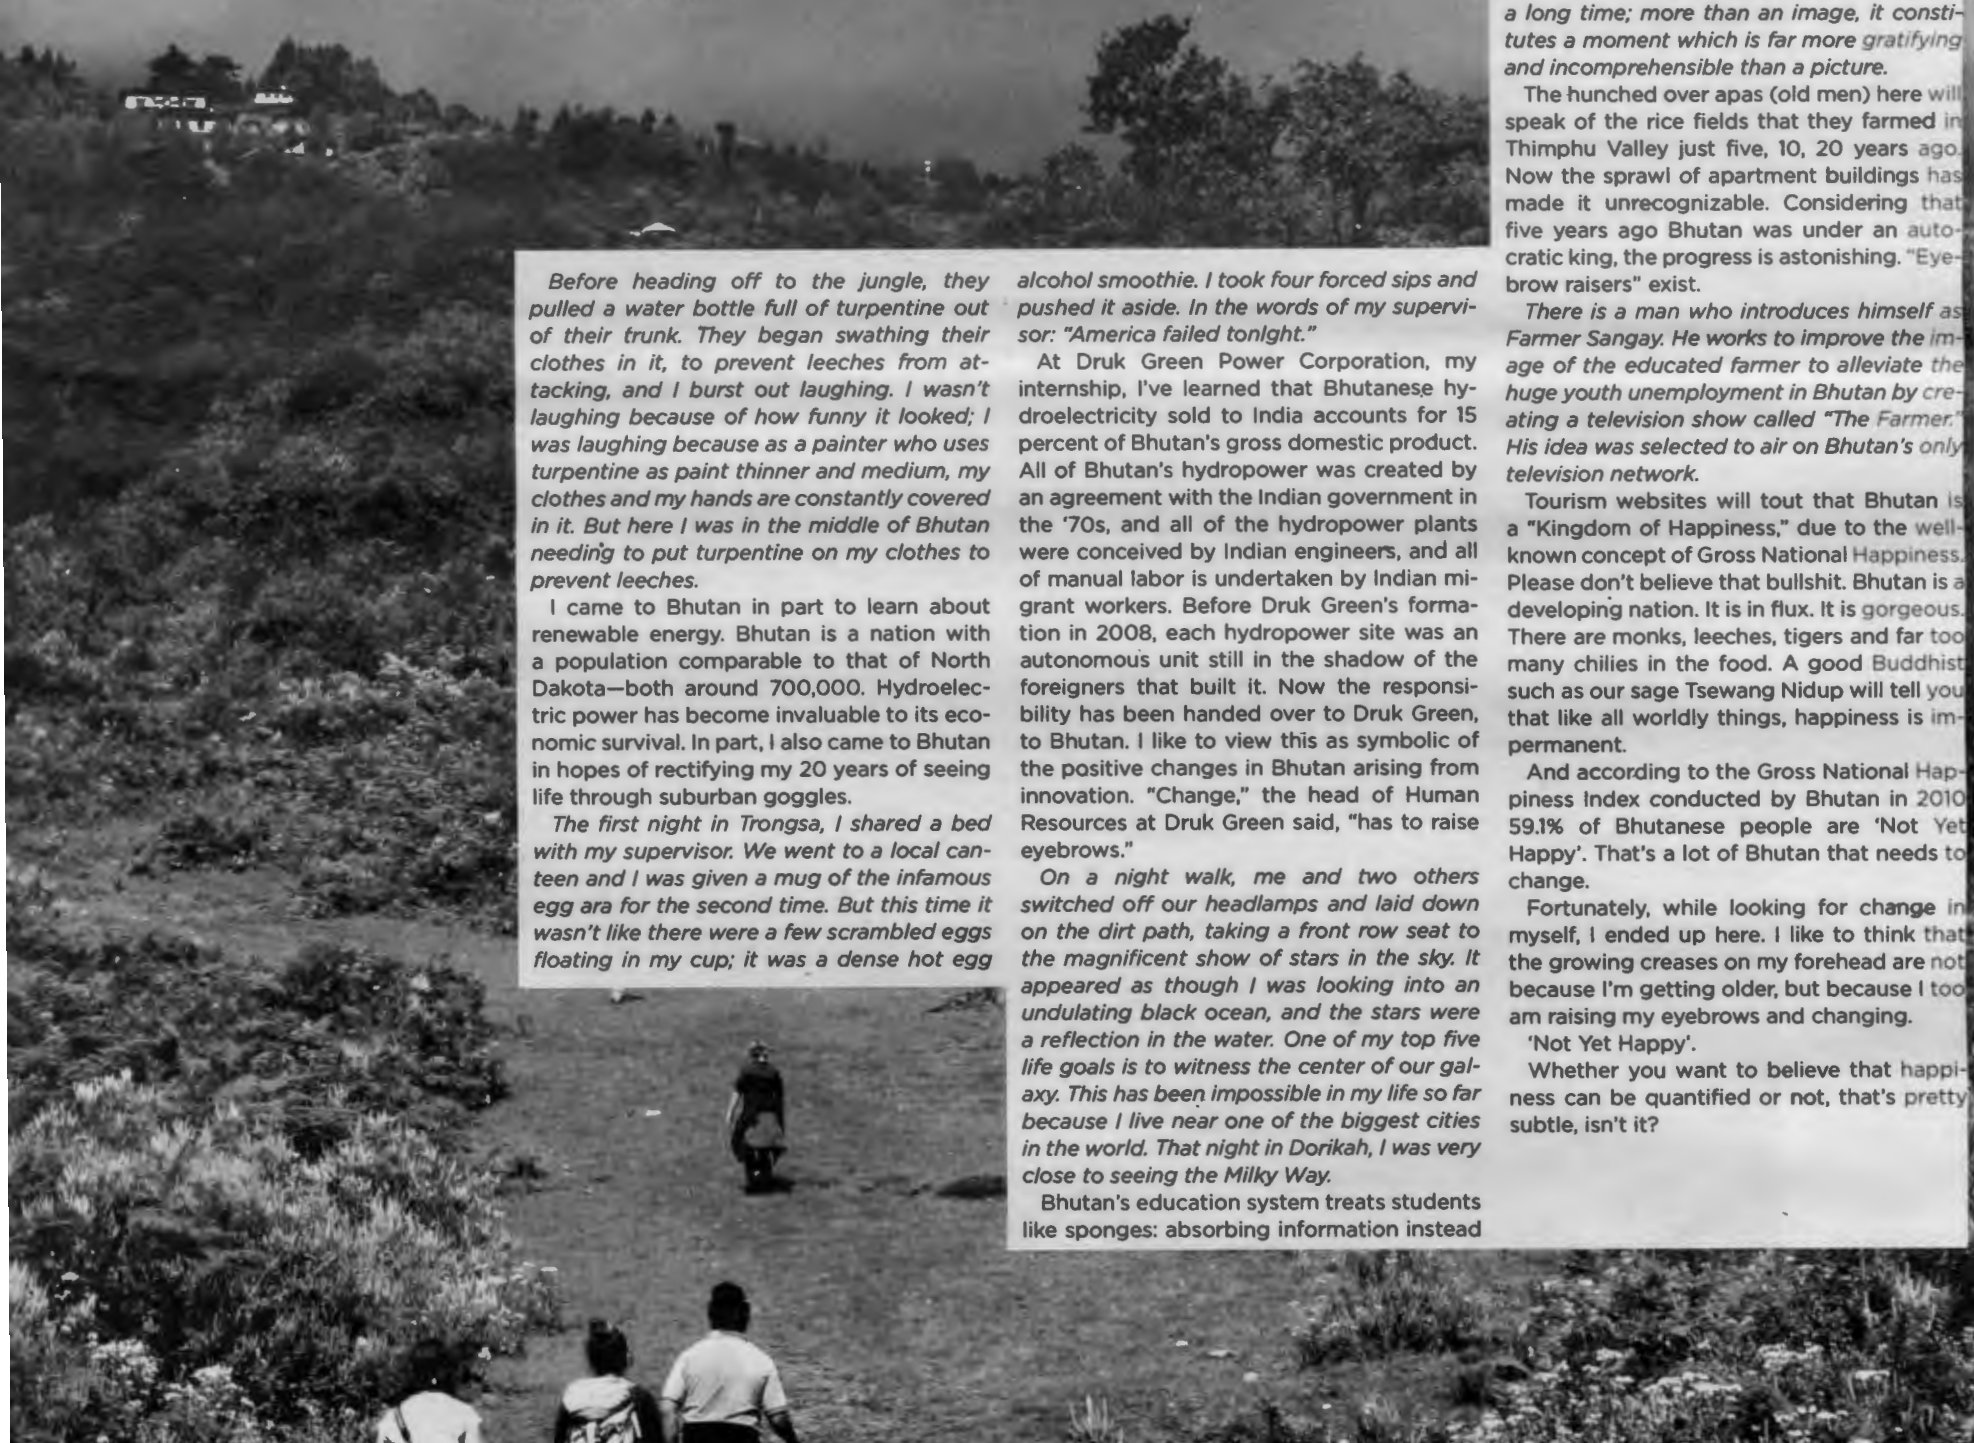 Before heading off to the jungle, they
pulled a water bottle full of turpentine out
of their trunk. They began swathing their
clothes in it, to prevent leeches from at-
tacking, and I burst out laughing. I wasn't
laughing because of how funny it looked; I
was laughing because as a painter who uses
turpentine as paint thinner and medium, my
clothes and my hands are constantly covered
in it. But here I was in the middle of Bhutan
needing to put turpentine on my clothes to
prevent leeches.
I came to Bhutan in part to learn about
renewable energy. Bhutan is a nation with
a population comparable to that of North
Dakota—both around 700,000. Hydroelec-
tric power has become invaluable to its eco-
nomic survival. In part, I also came to Bhutan
in hopes of rectifying my 20 years of seeing
life through suburban goggles.
The first night in Trongsa, I shared a bed
with my supervisor. We went to a local can-
teen and I was given a mug of the infamous
egg ara for the second time. But this time it
wasn't like there were a few scrambled eggs
floating in my cup; it was a dense hot egg
alcohol smoothie. I took four forced sips and
pushed it aside. In the words of my supervi-
sor: "America failed tonight."
At Druk Green Power Corporation, my
internship, I've learned that Bhutanese hy-
droelectricity sold to India accounts for 15
percent of Bhutan's gross domestic product.
All of Bhutan's hydropower was created by
an agreement with the Indian government in
the '70s, and all of the hydropower plants
were conceived by Indian engineers, and all
of manual labor is undertaken by Indian mi-
grant workers. Before Druk Green's forma-
tion in 2008, each hydropower site was an
autonomous unit still in the shadow of the
foreigners that built it. Now the responsi-
bility has been handed over to Druk Green,
to Bhutan. I like to view this as symbolic of
the positive changes in Bhutan arising from
innovation. "Change," the head of Human
Resources at Druk Green said, "has to raise
eyebrows."
On a night walk, me and two others
switched off our headlamps and laid down
on the dirt path, taking a front row seat to
the magnificent show of stars in the sky. It
appeared as though I was looking into an
undulating black ocean, and the stars were
a reflection in the water. One of my top five
life goals is to witness the center of our gal-
axy. This has been impossible in my life so far
because I live near one of the biggest cities
in the world. That night in Dorikah, I was very
close to seeing the Milky Way.
Bhutan's education system treats students
like sponges: absorbing information instead
a long time; more than an image, it consti-
tutes a moment which is far more gratifying
and incomprehensible than a picture.
The hunched over apas (old men) here will
speak of the rice fields that they farmed in
Thimphu Valley just five, 10, 20 years ago.
Now the sprawl of apartment buildings has
made it unrecognizable. Considering that
five years ago Bhutan was under an auto-
cratic king, the progress is astonishing. "Eye-
brow raisers" exist.
There is a man who introduces himself as
Farmer Sangay. He works to improve the im-
age of the educated farmer to alleviate the
huge youth unemployment in Bhutan by cre-
ating a television show called "The Farmer."
His idea was selected to air on Bhutan's only
television network.
Tourism websites will tout that Bhutan is
a "Kingdom of Happiness," due to the well-
known concept of Gross National Happiness.
Please don't believe that bullshit. Bhutan is a
developing nation. It is in flux. It is gorgeous.
There are monks, leeches, tigers and far too
many chilies in the food. A good Buddhist
such as our sage Tsewang Nidup will tell you
that like all worldly things, happiness is im-
permanent.
And according to the Gross National Hap-
piness Index conducted by Bhutan in 2010
59.1% of Bhutanese people are 'Not Yet
Happy'. That's a lot of Bhutan that needs to
change.
Fortunately, while looking for change in
myself, I ended up here. I like to think that
the growing creases on my forehead are not
because I'm getting older, but because I too
am raising my eyebrows and changing.
'Not Yet Happy'.
Whether you want to believe that happi-
ness can be quantified or not, that's pretty
subtle, isn't it?